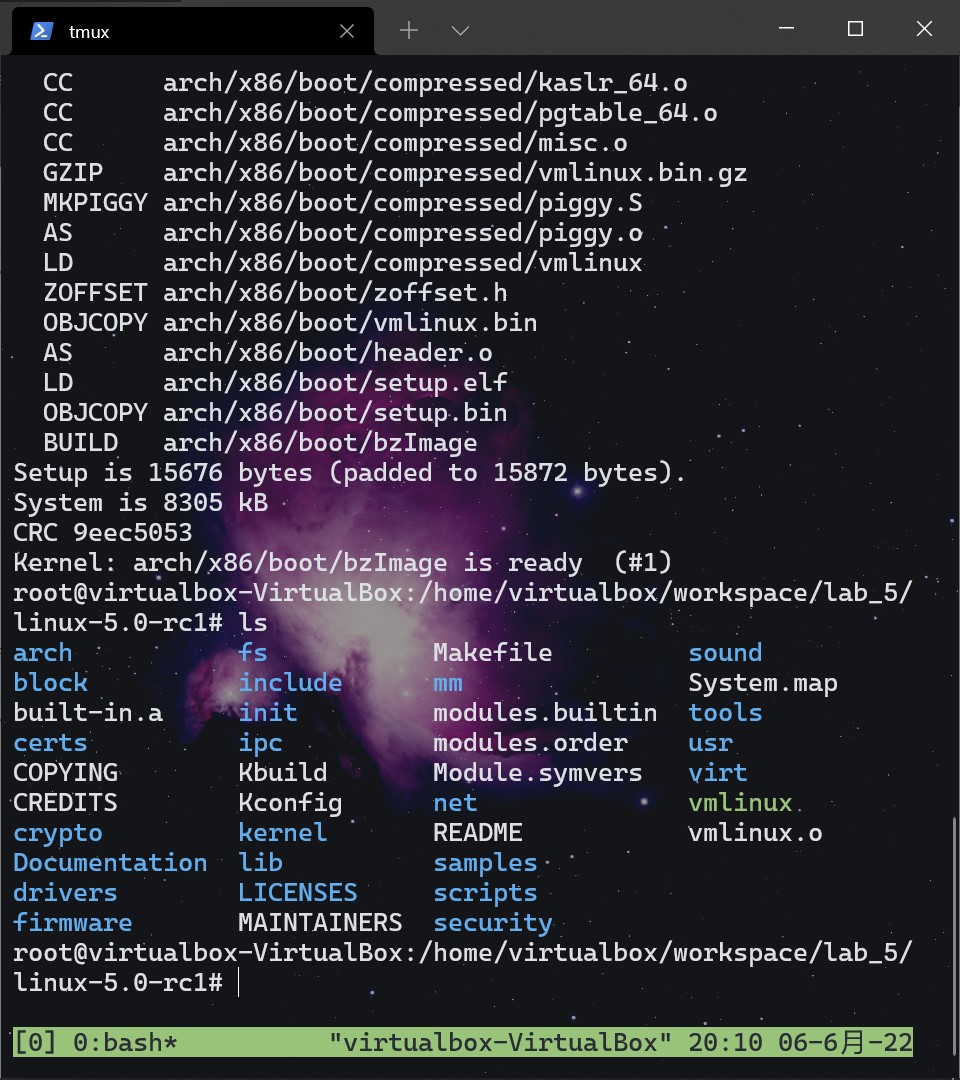 tmux
CC arch/x86/boot/compressed/kaslr_64.o
CC arch/x86/boot/compressed/pgtable_64.o
CC arch/x86/boot/compressed/misc.o
GZIP arch/x86/boot/compressed/vmlinux.bin.gz
MKPIGGY arch/x86/boot/compressed/piggy.S
AS arch/x86/boot/compressed/piggy.o
LD arch/x86/boot/compressed/vmlinux
ZOFFSET arch/x86/boot/zoffset.h
OBJCOPY arch/x86/boot/vmlinux.bin
AS arch/x86/boot/header.o
LD arch/x86/boot/setup.elf
OBJCOPY arch/x86/boot/setup.bin
BUILD arch/x86/boot/bzImage
Setup is 15676 bytes (padded to 15872 bytes).
System is 8305 kB
CRC 9eec5053
Kernel: arch/x86/boot/bzImage is ready (#1)
root@virtualbox-VirtualBox:/home/virtualbox/workspace/lab_5/
linux-5.0-rc1# ls
arch fs Makefile sound
block include mm System.map
built-in.a init modules.builtin tools
certs ipc modules.order usr
COPYING Kbuild Module.symvers virt
CREDITS Kconfig net vmlinux
crypto kernel README vmlinux.o
Documentation lib samples
drivers LICENSES scripts
firmware MAINTAINERS security
root@virtualbox-VirtualBox:/home/virtualbox/workspace/lab_5/
linux-5.0-rc1#
[0] 0:bash* "virtualbox-VirtualBox" 20:10 06-6月-22